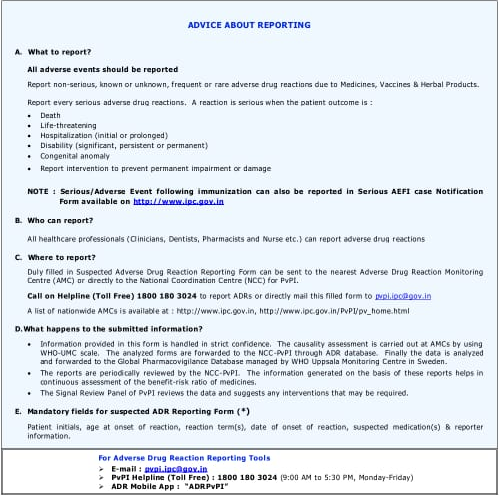 ADVICE ABOUT REPORTING
A. What to report?
All adverse events should be reported
Report non-serious, known or unknown, frequent or rare adverse drug reactions due to Medicines, Vaccines & Herbal Products.
Report every serious adverse drug reactions. A reaction is serious when the patient outcome is :
• Death
• Life-threatening
• Hospitalization (initial or prolonged)
• Disability (significant, persistent or permanent)
• Congenital anomaly
• Report intervention to prevent permanent impairment or damage
NOTE : Serious/Adverse Event following immunization can also be reported in Serious AEFI case Notification
Form available on http://www.ipc.gov.in
B. Who can report?
All healthcare professionals (Clinicians, Dentists, Pharmacists and Nurse etc.) can report adverse drug reactions
C. Where to report?
Duly filled in Suspected Adverse Drug Reaction Reporting Form can be sent to the nearest Adverse Drug Reaction Monitoring
Centre (AMC) or directly to the National Coordination Centre (NCC) for PvPI.
Call on Helpline (Toll Free) 1800 180 3024 to report ADRs or directly mail this filled form to pvpi.ipc@gov.in
A list of nationwide AMCs is available at : http://www.ipc.gov.in, http://www.ipc.gov.in/PvPI/pv_home.html
D.What happens to the submitted information?
• Information provided in this form is handled in strict confidence. The causality assessment is carried out at AMCs by using
WHO-UMC scale. The analyzed forms are forwarded to the NCC-PvPI through ADR database. Finally the data is analyzed
and forwarded to the Global Pharmacovigilance Database managed by WHO Uppsala Monitoring Centre in Sweden.
• The reports are periodically reviewed by the NCC-PvPI. The information generated on the basis of these reports helps in
continuous assessment of the benefit-risk ratio of medicines.
• The Signal Review Panel of PvPI reviews the data and suggests any interventions that may be required.
E. Mandatory fields for suspected ADR Reporting Form (*)
Patient initials, age at onset of reaction, reaction term(s), date of onset of reaction, suspected medication(s) & reporter
information.
For Adverse Drug Reaction Reporting Tools
➢ E-mail : pvpi.ipc@gov.in
➢ PvPI Helpline (Toll Free) : 1800 180 3024 (9:00 AM to 5:30 PM, Monday-Friday)
➢ ADR Mobile App : "ADRPvPI"